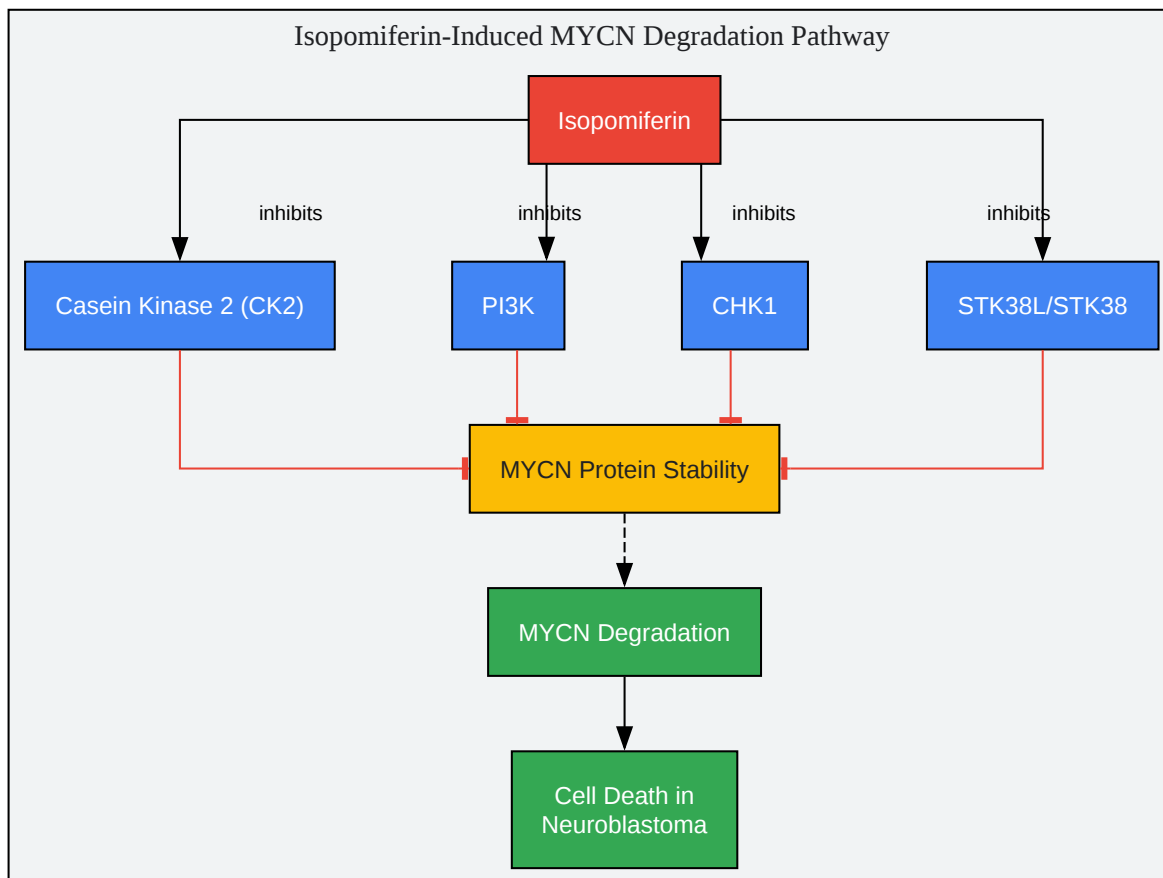 Isopomiferin-Induced MYCN Degradation Pathway
Isopomiferin
inhibits
inhibits
inhibits
inhibits
Casein Kinase 2 (CK2)
PI3K
CHK1
STK38L/STK38
MYCN Protein Stability
MYCN Degradation
Cell Death in
Neuroblastoma